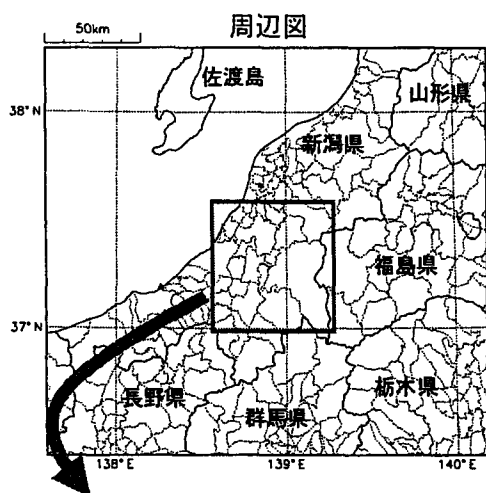 周辺図
50km
佐渡島
38°N
山形県
新潟県
福島県
37°N
長野県
群馬県
栃木県
138°E
139°E
140°E